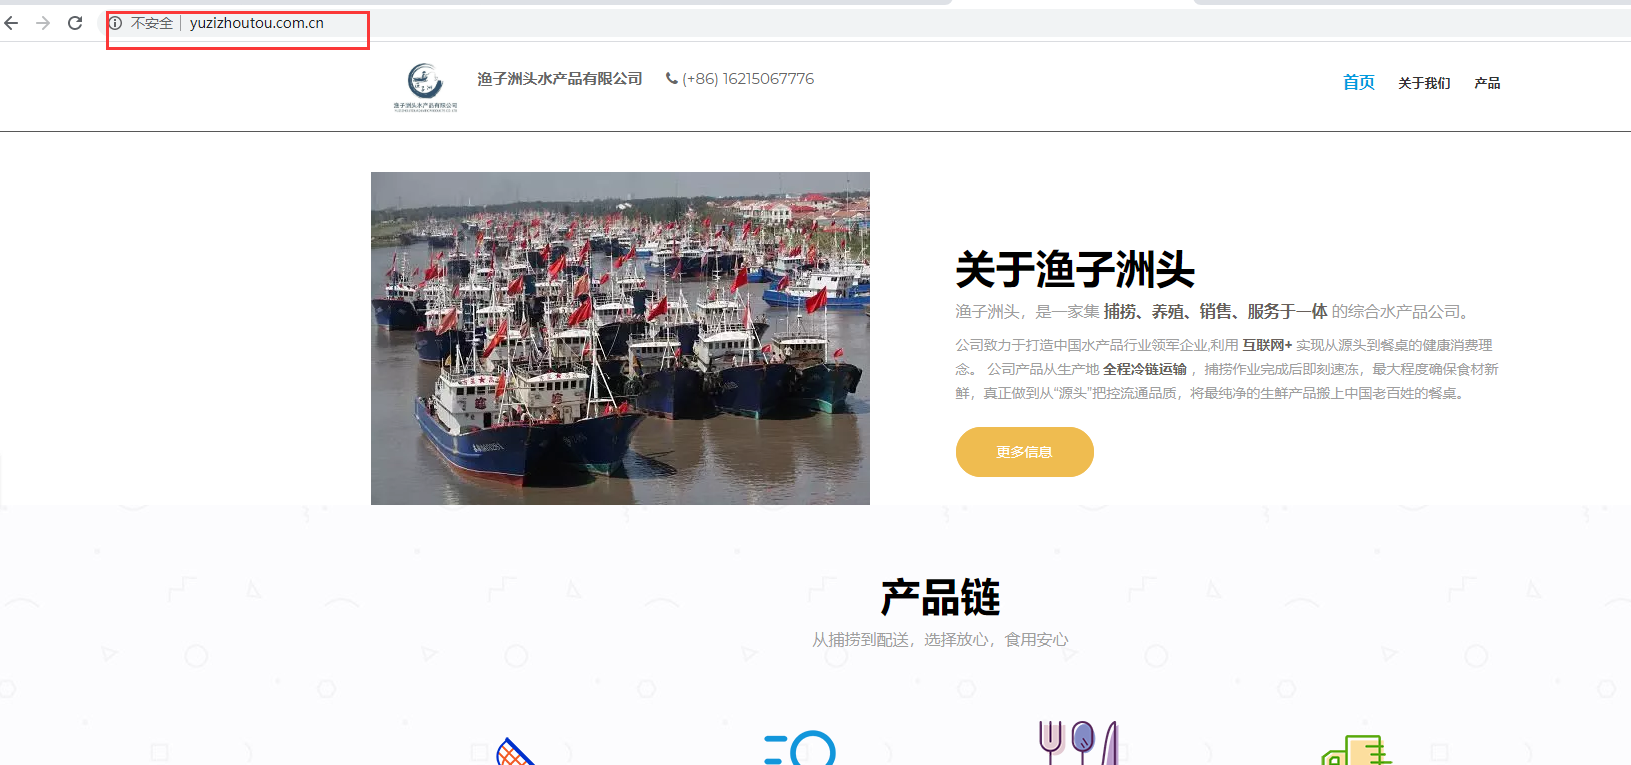 不安全 yuzizhoutou.com.cn
渔子洲头水产品有限公司
渔子洲头水产品有限公司 (+86) 16215067776
首页 关于我们 产品
关于渔子洲头
渔子洲头，是一家集 捕捞、养殖、销售、服务于一体 的综合水产品公司。
公司致力于打造中国水产品行业领军企业,利用 互联网+ 实现从源头到餐桌的健康消费理
念。 公司产品从生产地 全程冷链运输 ，捕捞作业完成后即刻速冻，最大程度确保食材新
鲜，真正做到从“源头”把控流通品质，将最纯净的生鲜产品搬上中国老百姓的餐桌。
更多信息
产品链
从捕捞到配送，选择放心，食用安心